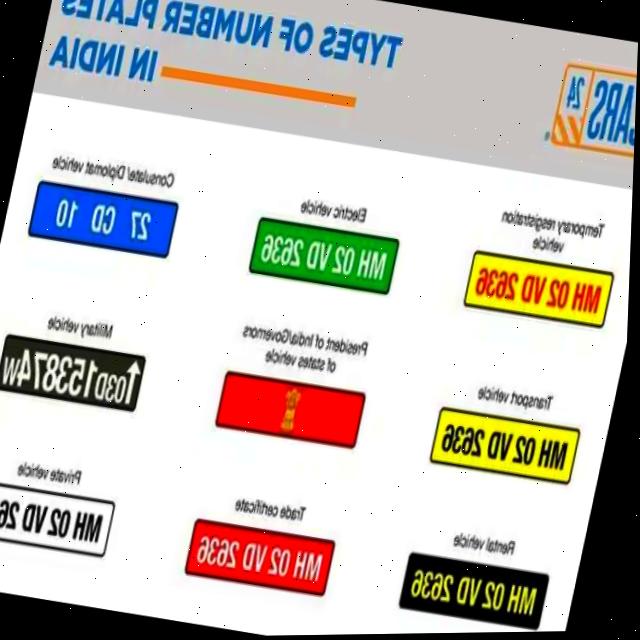 TYPES OF NUMBER PLATES
IN INDIA
CARS
24
Temporary resgistration
vehicle
MH 02 VD 2636
Electric vehicle
MH 02 VD 2636
Consulate/ Diplomat vehicle
27 CD 10
Transport vehicle
MH 02 VD 2636
President of India/Governors
of states vehicle
Military vehicle
↑03D153874W
Rental vehicle
MH 02 VD 2636
Trade certificate
MH 02 VD 2636
Private vehicle
MH 02 VD 26